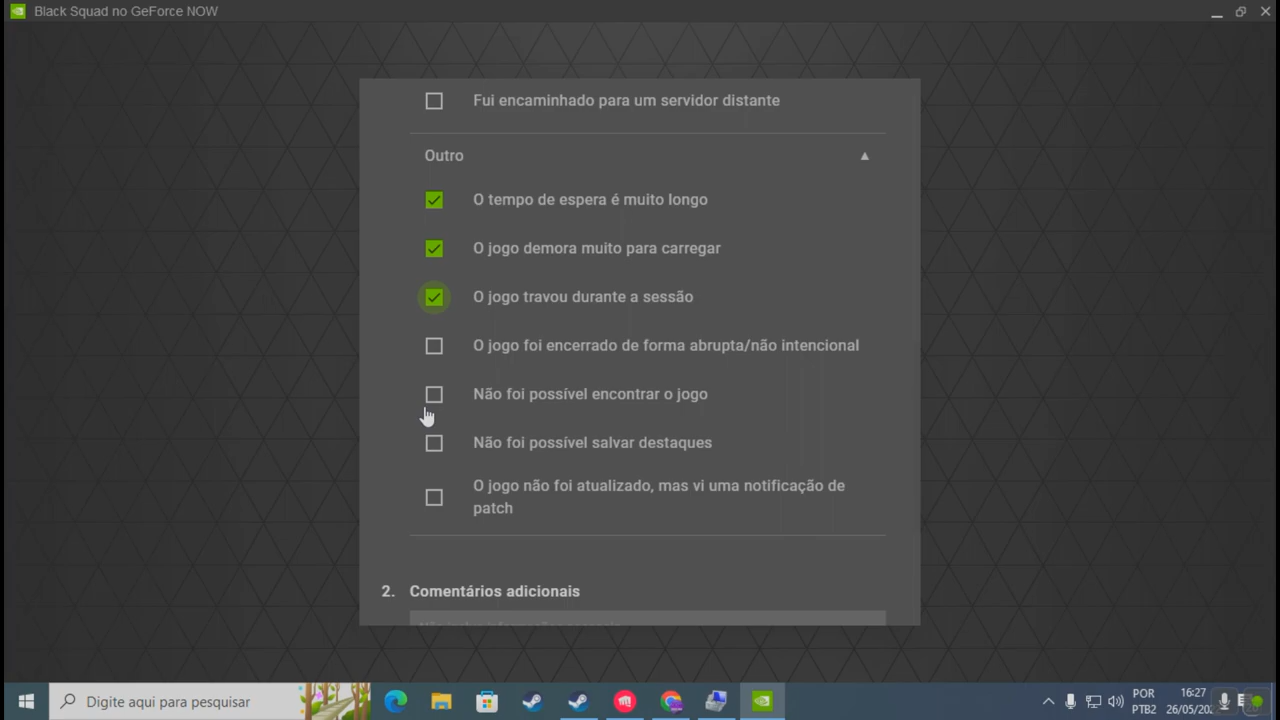 Black Squad no GeForce NOW
Fui encaminhado para um servidor distante
Outro
O tempo de espera é muito longo
O jogo demora muito para carregar
O jogo travou durante a sessão
O jogo foi encerrado de forma abrupta/não intencional
Não foi possível encontrar o jogo
Não foi possível salvar destaques
O jogo não foi atualizado, mas vi uma notificação de
patch
2. Comentários adicionais
Digite aqui para pesquisar
POR
PTB2
16:27
26/05/